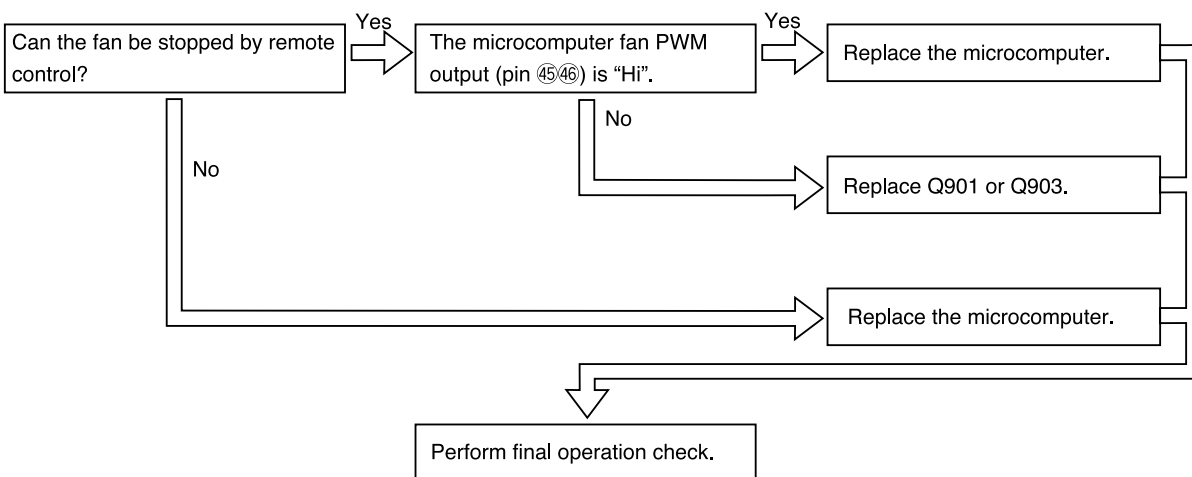 Can the fan be stopped by remote
control?
Yes
The microcomputer fan PWM
output (pin ㊺㊻) is “Hi”.
Yes
Replace the microcomputer.
No
No
Replace Q901 or Q903.
Replace the microcomputer.
Perform final operation check.